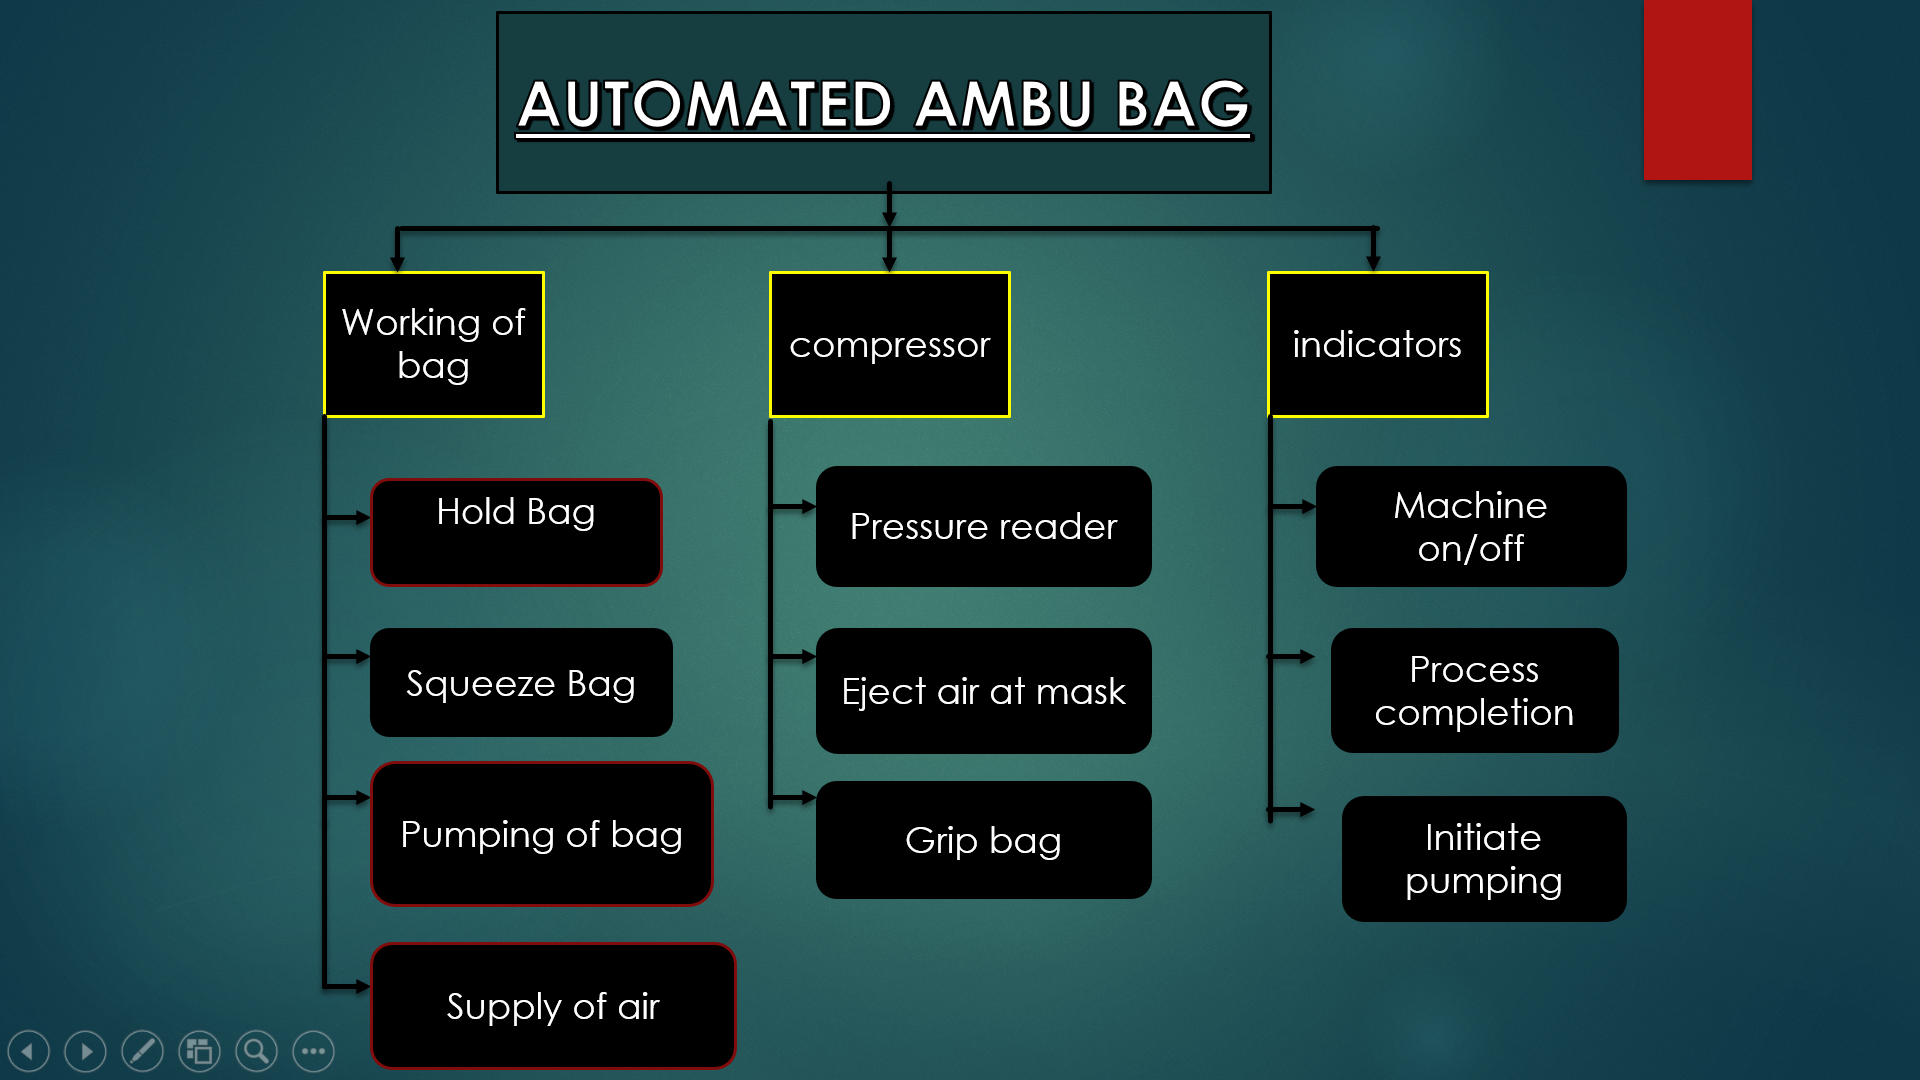 AUTOMATED AMBU BAG
Working of
bag
compressor
indicators
Hold Bag
Squeeze Bag
Pumping of bag
Supply of air
Pressure reader
Eject air at mask
Grip bag
Machine
on/off
Process
completion
Initiate
pumping